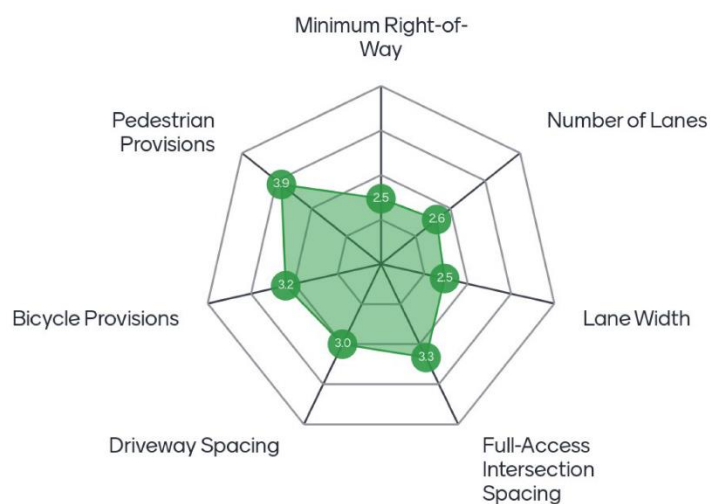 Minimum Right-of-
Way
Number of Lanes
Pedestrian
Provisions
3.9
2.5
2.6
3.2
2.5
Bicycle Provisions
Lane Width
3.0
3.3
Driveway Spacing
Full-Access
Intersection
Spacing